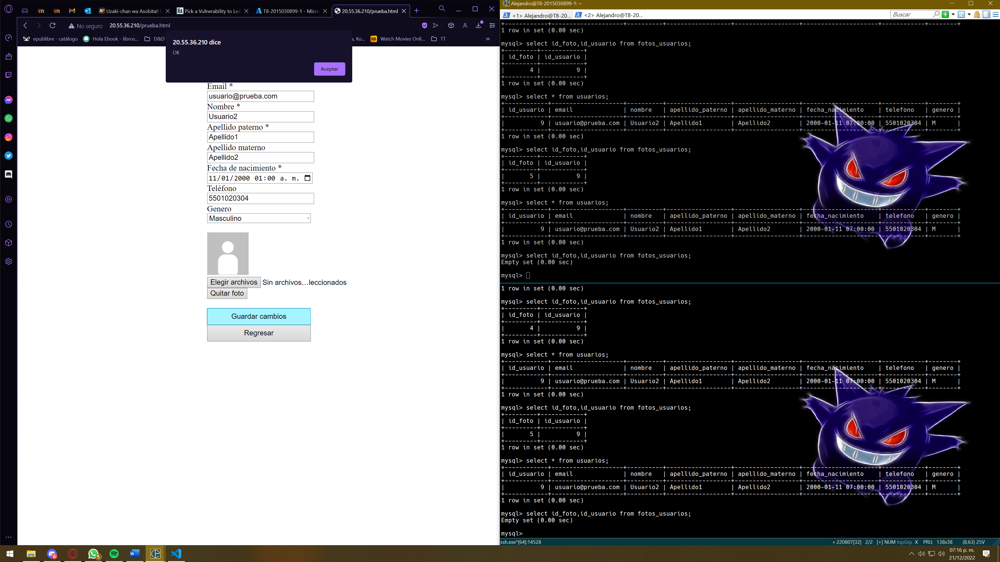 Uzaki-chan wa Asobitai! D
Pick a Vulnerability to Lea
T8-2015030899-1 - Micro
20.55.36.210/prueba.html
No seguro
20.55.36.210/prueba.html
epublibre - catálogo
Hola Ebook - libros...
D&D
a, Ko...
Watch Movies Onli...
TT
»
20.55.36.210 dice
OK
Aceptar
Email *
usuario@prueba.com
Nombre *
Usuario2
Apellido paterno *
Apellido1
Apellido materno
Apellido2
Fecha de nacimiento *
11/01/2000 01:00 a. m.
Teléfono
5501020304
Genero
Masculino
Elegir archivos Sin archivos...leccionados
Quitar foto
Guardar cambios
Regresar
Alejandro@T8-2015030899-1: ~
<1> Alejandro@T8-20...
<2> Alejandro@T8-20...
Buscar
+------------+--------------------+----------+------------------+------------------+---------------------+------------+--------+
1 row in set (0.00 sec)
mysql> select id_foto,id_usuario from fotos_usuarios;
+---------+------------+
| id_foto | id_usuario |
+---------+------------+
|       4 |          9 |
+---------+------------+
1 row in set (0.00 sec)
mysql> select * from usuarios;
+------------+--------------------+----------+------------------+------------------+---------------------+------------+--------+
| id_usuario | email              | nombre   | apellido_paterno | apellido_materno | fecha_nacimiento    | telefono   | genero |
+------------+--------------------+----------+------------------+------------------+---------------------+------------+--------+
|          9 | usuario@prueba.com | Usuario2 | Apellido1        | Apellido2        | 2000-01-11 07:00:00 | 5501020304 | M      |
+------------+--------------------+----------+------------------+------------------+---------------------+------------+--------+
1 row in set (0.00 sec)
mysql> select id_foto,id_usuario from fotos_usuarios;
+---------+------------+
| id_foto | id_usuario |
+---------+------------+
|       5 |          9 |
+---------+------------+
1 row in set (0.00 sec)
mysql> select * from usuarios;
+------------+--------------------+----------+------------------+------------------+---------------------+------------+--------+
| id_usuario | email              | nombre   | apellido_paterno | apellido_materno | fecha_nacimiento    | telefono   | genero |
+------------+--------------------+----------+------------------+------------------+---------------------+------------+--------+
|          9 | usuario@prueba.com | Usuario2 | Apellido1        | Apellido2        | 2000-01-11 07:00:00 | 5501020304 | M      |
+------------+--------------------+----------+------------------+------------------+---------------------+------------+--------+
1 row in set (0.00 sec)
mysql> select id_foto,id_usuario from fotos_usuarios;
Empty set (0.00 sec)
mysql>
1 row in set (0.00 sec)
mysql> select id_foto,id_usuario from fotos_usuarios;
+---------+------------+
| id_foto | id_usuario |
+---------+------------+
|       4 |          9 |
+---------+------------+
1 row in set (0.00 sec)
mysql> select * from usuarios;
+------------+--------------------+----------+------------------+------------------+---------------------+------------+--------+
| id_usuario | email              | nombre   | apellido_paterno | apellido_materno | fecha_nacimiento    | telefono   | genero |
+------------+--------------------+----------+------------------+------------------+---------------------+------------+--------+
|          9 | usuario@prueba.com | Usuario2 | Apellido1        | Apellido2        | 2000-01-11 07:00:00 | 5501020304 | M      |
+------------+--------------------+----------+------------------+------------------+---------------------+------------+--------+
1 row in set (0.00 sec)
mysql> select id_foto,id_usuario from fotos_usuarios;
+---------+------------+
| id_foto | id_usuario |
+---------+------------+
|       5 |          9 |
+---------+------------+
1 row in set (0.00 sec)
mysql> select * from usuarios;
+------------+--------------------+----------+------------------+------------------+---------------------+------------+--------+
| id_usuario | email              | nombre   | apellido_paterno | apellido_materno | fecha_nacimiento    | telefono   | genero |
+------------+--------------------+----------+------------------+------------------+---------------------+------------+--------+
|          9 | usuario@prueba.com | Usuario2 | Apellido1        | Apellido2        | 2000-01-11 07:00:00 | 5501020304 | M      |
+------------+--------------------+----------+------------------+------------------+---------------------+------------+--------+
1 row in set (0.00 sec)
mysql> select id_foto,id_usuario from fotos_usuarios;
Empty set (0.00 sec)
mysql>
ssh.exe*[64]:14528
« 220807[32] 2/2 [+] NUM InpGrp X PRI↕ 138x38 (8,63) 25V
07:16 p. m.
21/12/2022